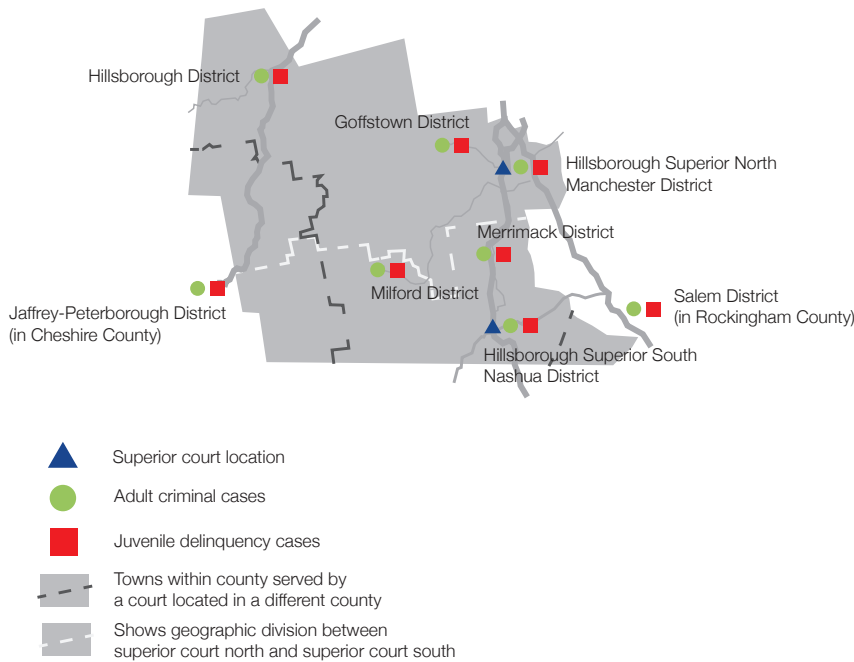 Hillsborough District
Goffstown District
Hillsborough Superior North
Manchester District
Merrimack District
Milford District
Jaffrey-Peterborough District
(in Cheshire County)
Salem District
(in Rockingham County)
Hillsborough Superior South
Nashua District
Superior court location
Adult criminal cases
Juvenile delinquency cases
Towns within county served by
a court located in a different county
Shows geographic division between
superior court north and superior court south